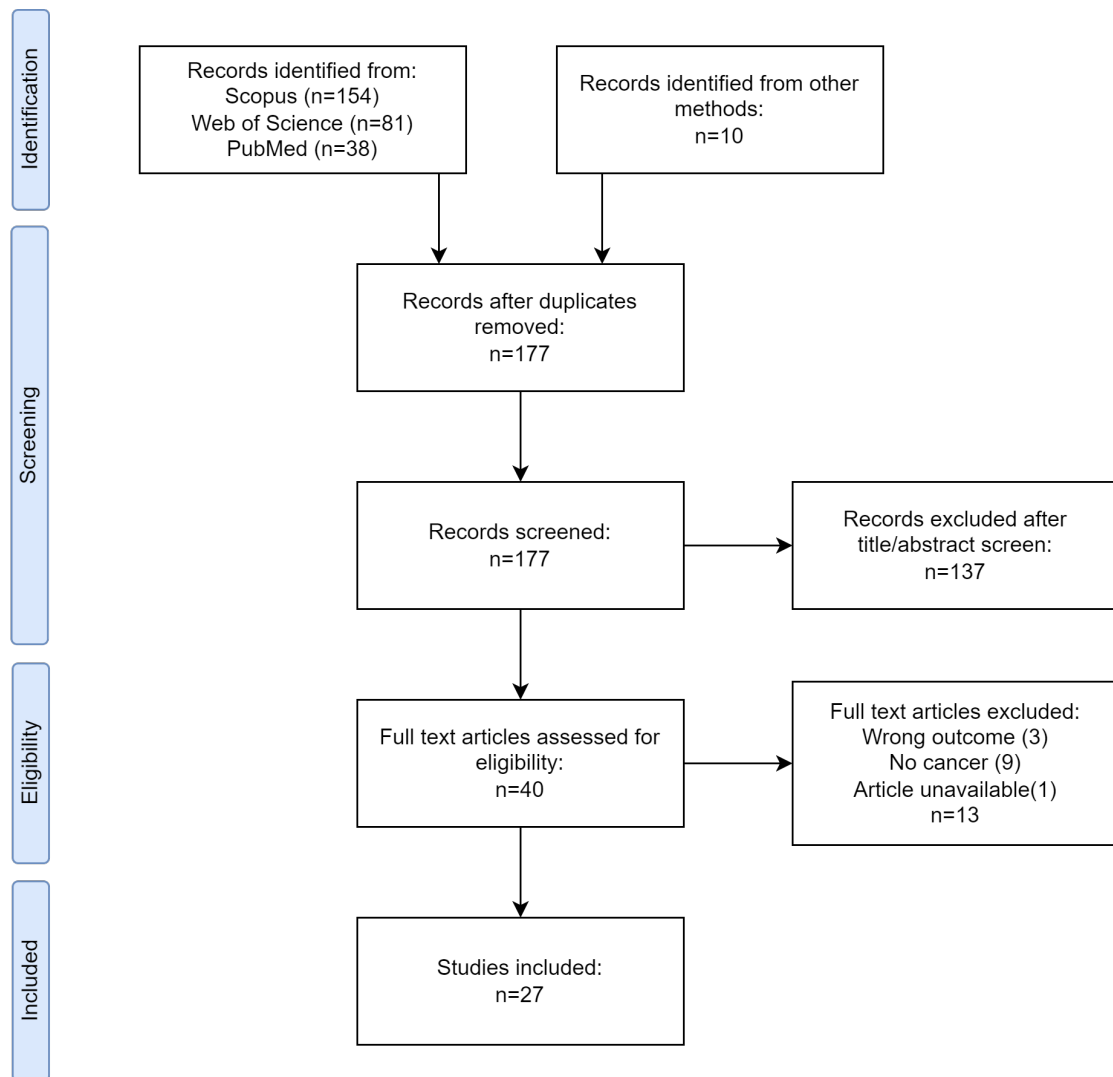 Identification
Records identified from:
Scopus (n=154)
Web of Science (n=81)
PubMed (n=38)
Records identified from other
methods:
n=10
Screening
Records after duplicates
removed:
n=177
Records screened:
n=177
Records excluded after
title/abstract screen:
n=137
Eligibility
Full text articles assessed for
eligibility:
n=40
Full text articles excluded:
Wrong outcome (3)
No cancer (9)
Article unavailable(1)
n=13
Included
Studies included:
n=27